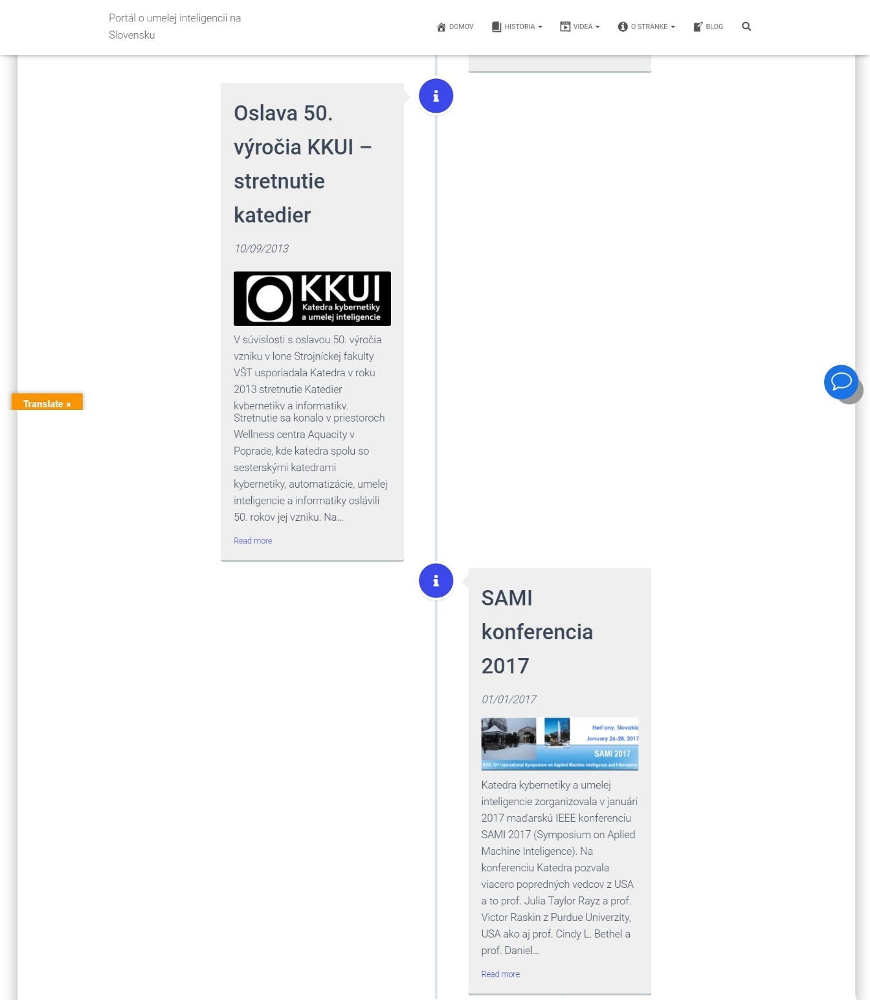 Portál o umelej inteligencii na
Slovensku
DOMOV
HISTÓRIA
VIDEÁ
O STRÁNKE
BLOG
Oslava 50.
výročia KKUI –
stretnutie
katedier
10/09/2013
KKUI
Katedra kybernetiky
a umelej inteligencie
V súvislosti s oslavou 50. výročia
vzniku v lone Strojníckej fakulty
VŠT usporiadala Katedra v roku
2013 stretnutie Katedier
kybernetiky a informatiky.
Stretnutie sa konalo v priestoroch
Wellness centra Aquacity v
Poprade, kde katedra spolu so
sesterskými katedrami
kybernetiky, automatizácie, umelej
inteligencie a informatiky oslávili
50. rokov jej vzniku. Na...
Read more
Translate »
SAMI
konferencia
2017
01/01/2017
Herl'any, Slovakia
January 26-28, 2017
SAMI 2017
IEEE 15th International Symposium on Applied Machine Intelligence and Informatics
Katedra kybernetiky a umelej
inteligencie zorganizovala v januári
2017 maďarskú IEEE konferenciu
SAMI 2017 (Symposium on Aplied
Machine Inteligence). Na
konferenciu Katedra pozvala
viacero popredných vedcov z USA
a to prof. Julia Taylor Rayz a prof.
Victor Raskin z Purdue Univerzity,
USA ako aj prof. Cindy L. Bethel a
prof. Daniel...
Read more